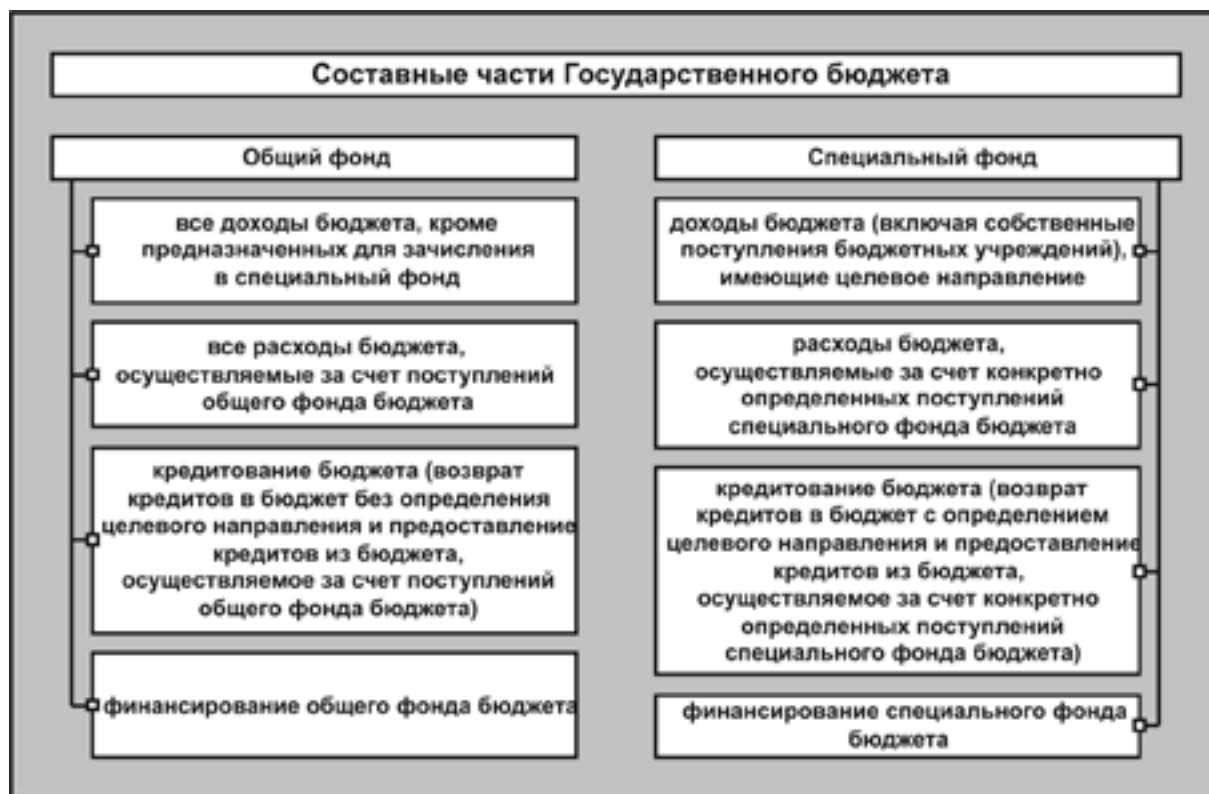 Составные части Государственного бюджета
Общий фонд
все доходы бюджета, кроме
предназначенных для зачисления
в специальный фонд
все расходы бюджета,
осуществляемые за счет поступлений
общего фонда бюджета
кредитование бюджета (возврат
кредитов в бюджет без определения
целевого направления и предоставление
кредитов из бюджета,
осуществляемое за счет поступлений
общего фонда бюджета)
финансирование общего фонда бюджета
Специальный фонд
доходы бюджета (включая собственные
поступления бюджетных учреждений),
имеющие целевое направление
расходы бюджета,
осуществляемые за счет конкретно
определенных поступлений
специального фонда бюджета
кредитование бюджета (возврат
кредитов в бюджет с определением
целевого направления и предоставление
кредитов из бюджета,
осуществляемое за счет конкретно
определенных поступлений
специального фонда бюджета)
финансирование специального фонда
бюджета